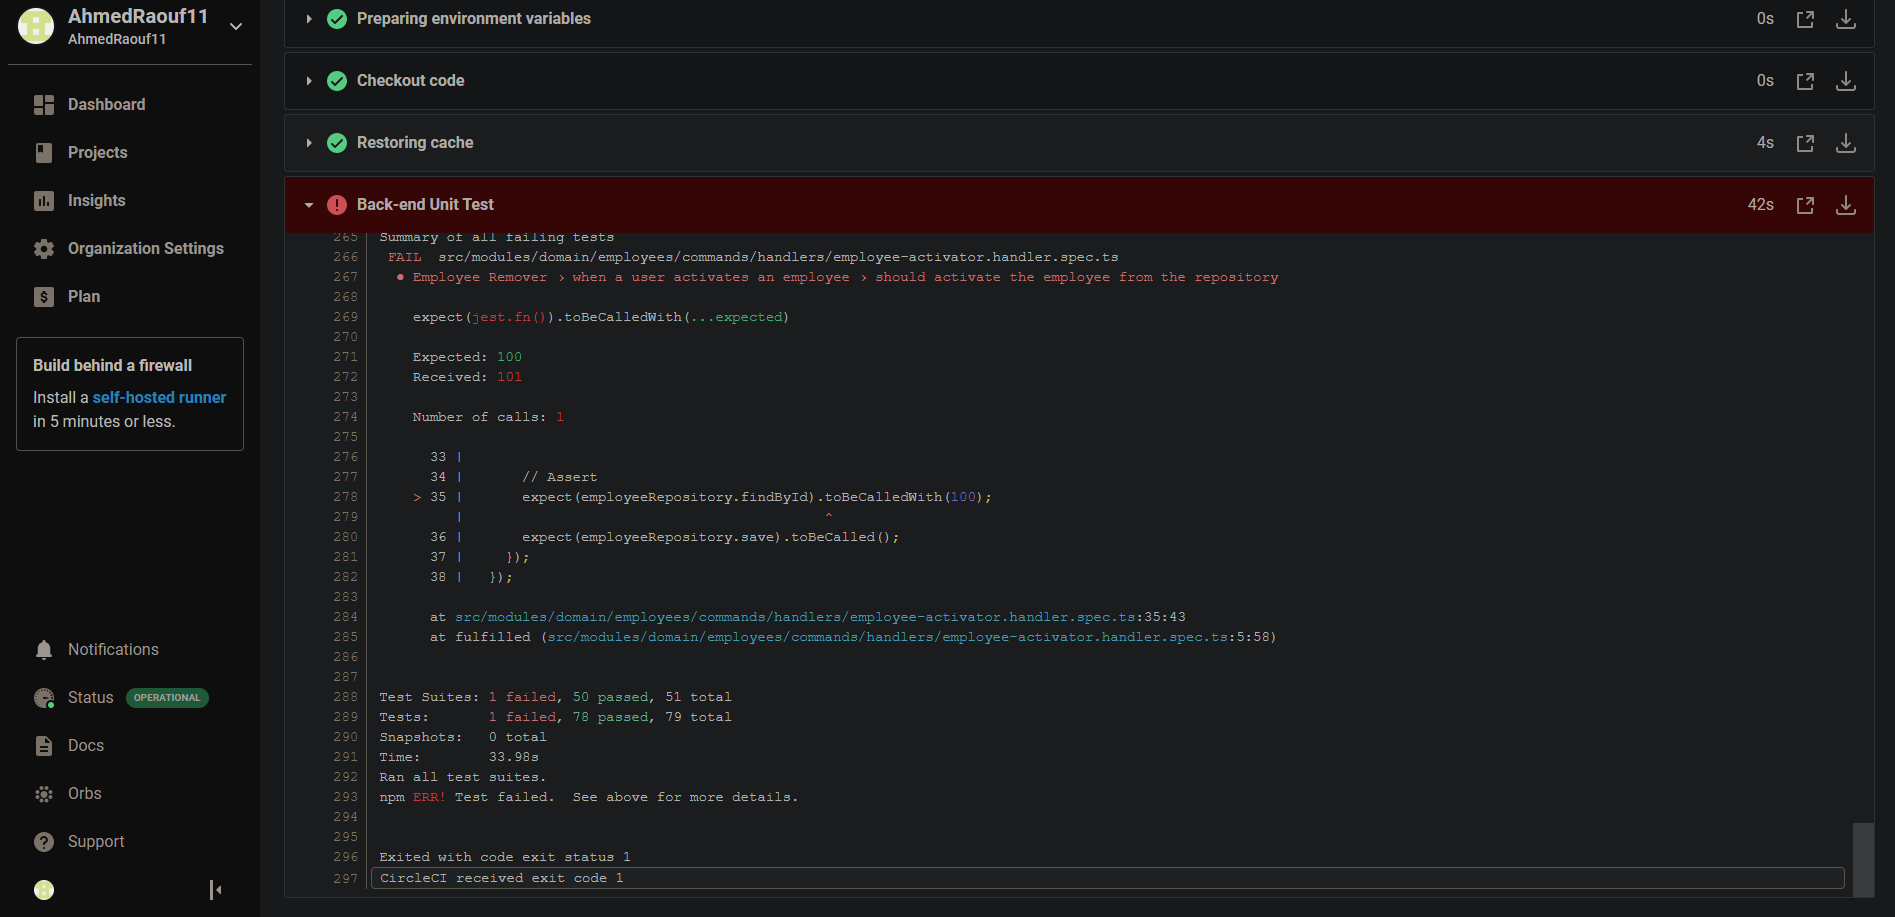 AhmedRaouf11
AhmedRaouf11
Dashboard
Projects
Insights
Organization Settings
Plan
Build behind a firewall
Install a self-hosted runner
in 5 minutes or less.
Notifications
Status OPERATIONAL
Docs
Orbs
Support
Preparing environment variables 0s
Checkout code 0s
Restoring cache 4s
Back-end Unit Test 42s
265 Summary of all failing tests
266 FAIL src/modules/domain/employees/commands/handlers/employee-activator.handler.spec.ts
267 ● Employee Remover › when a user activates an employee › should activate the employee from the repository
268
269 expect(jest.fn()).toBeCalledWith(...expected)
270
271 Expected: 100
272 Received: 101
273
274 Number of calls: 1
275
276 33 |
277 34 | // Assert
278 > 35 | expect(employeeRepository.findById).toBeCalledWith(100);
279 | ^
280 36 | expect(employeeRepository.save).toBeCalled();
281 37 | });
282 38 | });
283
284 at src/modules/domain/employees/commands/handlers/employee-activator.handler.spec.ts:35:43
285 at fulfilled (src/modules/domain/employees/commands/handlers/employee-activator.handler.spec.ts:5:58)
286
287
288 Test Suites: 1 failed, 50 passed, 51 total
289 Tests: 1 failed, 78 passed, 79 total
290 Snapshots: 0 total
291 Time: 33.98s
292 Ran all test suites.
293 npm ERR! Test failed. See above for more details.
294
295
296 Exited with code exit status 1
297 CircleCI received exit code 1